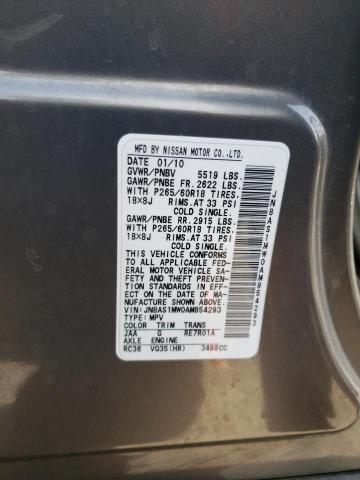 MFD BY NISSAN MOTOR CO.,LTD.
DATE 01/10
GVWR/PNBV 5519 LBS.
GAWR/PNBE FR. 2622 LBS.
WITH P265/60R18 TIRES.
18×8J RIMS.AT 33 PSI
COLD SINGLE.
GAWR/PNBE RR. 2915 LBS.
WITH P265/60R18 TIRES.
18×8J RIMS.AT 33 PSI
COLD SINGLE.
THIS VEHICLE CONFORMS
TO ALL APPLICABLE FED-
ERAL MOTOR VEHICLE SA-
FETY AND THEFT PREVEN-
TION STANDARDS IN EFF-
ECT ON THE DATE OF MA-
NUFACTURE SHOWN ABOVE.
VIN:JN8AS1MW0AM854293
TYPE: MPV
COLOR TRIM TRANS
JAA G RE7R01A
AXLE ENGINE
RC36 VQ35(HR) 3498CC
JN8AS1MW0AM854293